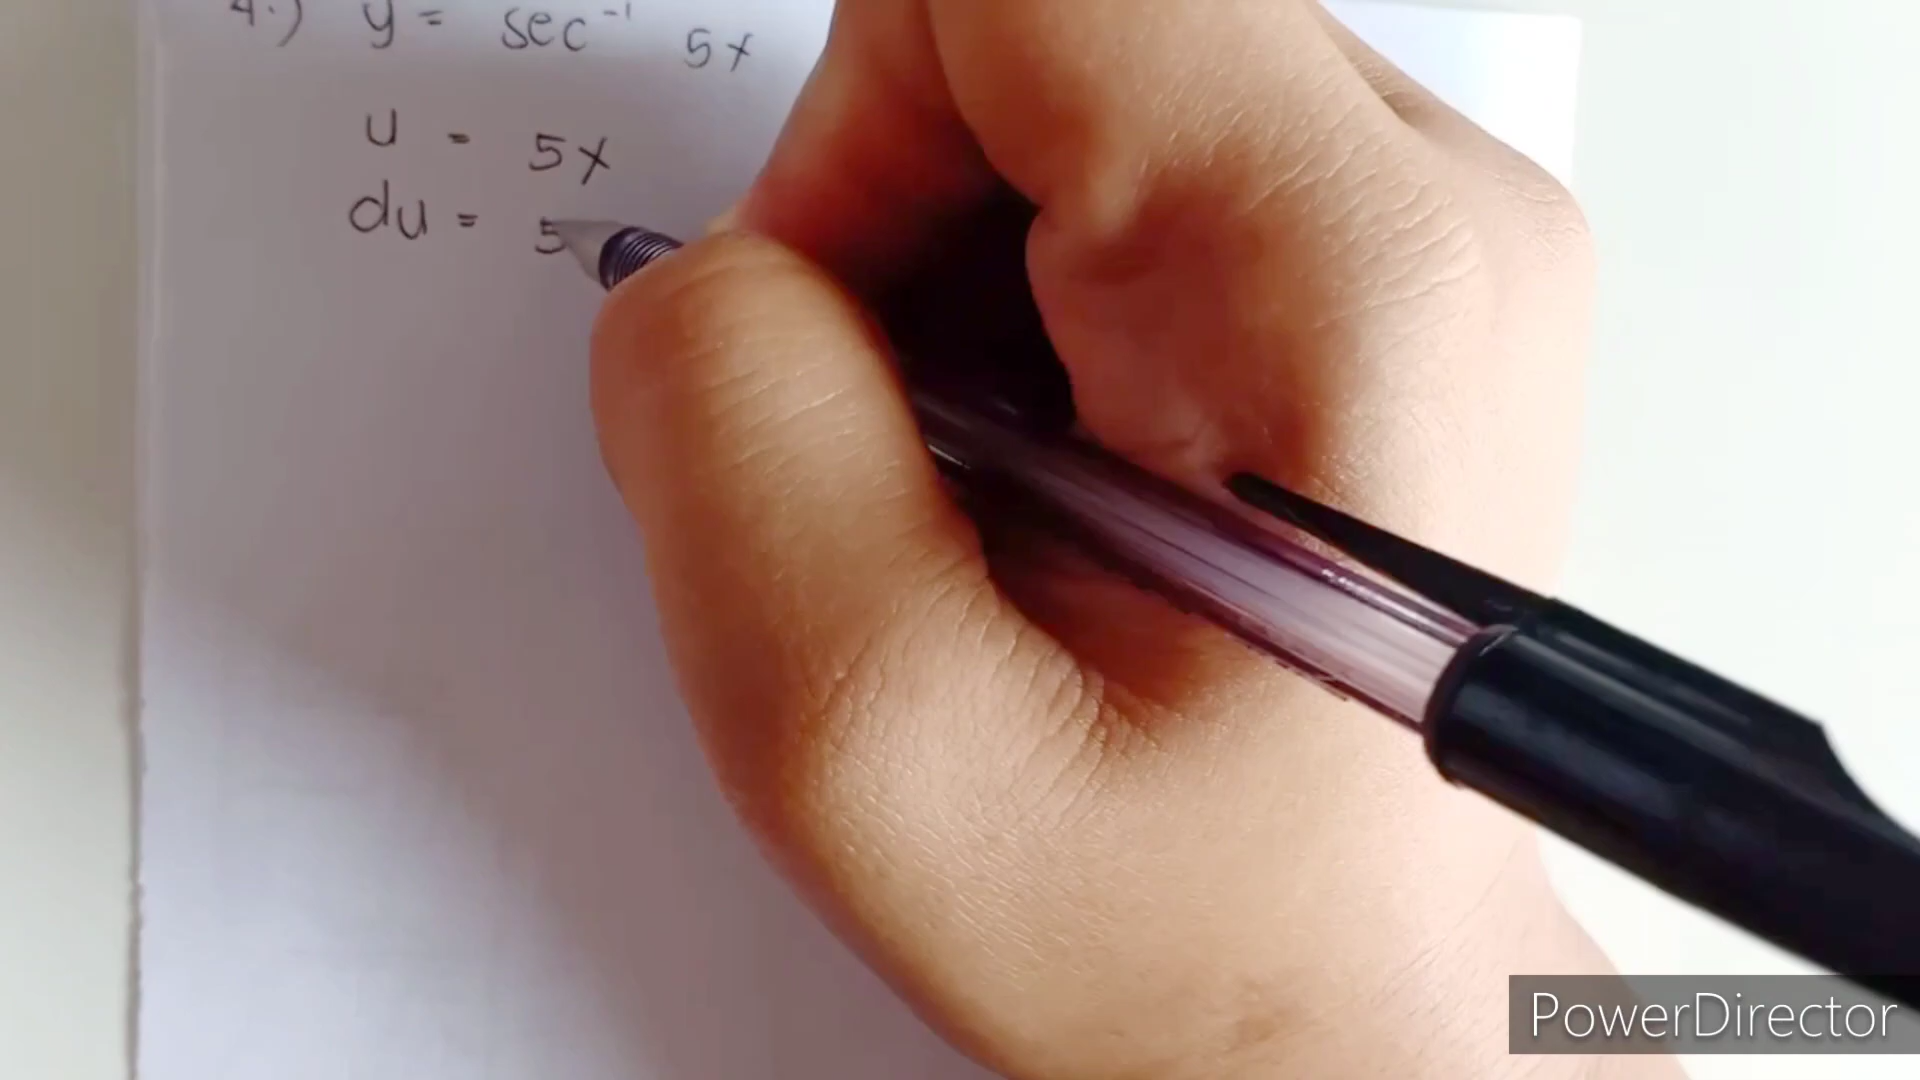 4.) y = sec⁻¹ 5x
u = 5x
du = 5
PowerDirector